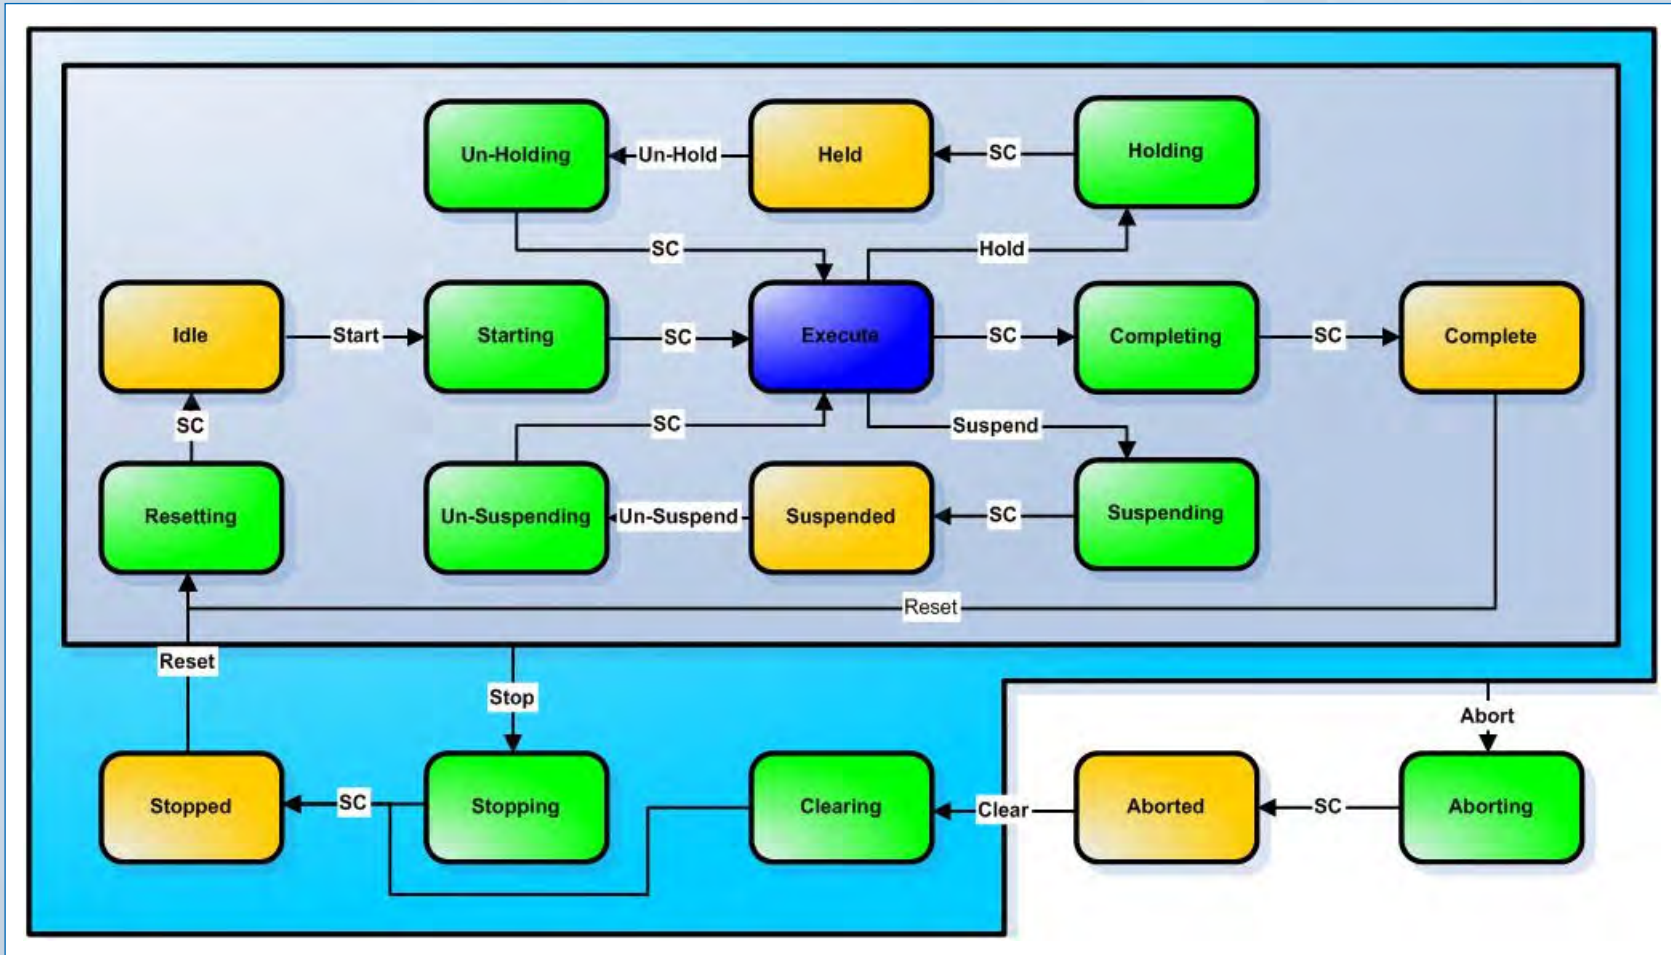 Un-Holding
Un-Hold
Held
SC
Holding
SC
Hold
Idle
Start
Starting
SC
Execute
SC
Completing
SC
Complete
SC
SC
Suspend
Resetting
Un-Suspending
Un-Suspend
Suspended
SC
Suspending
Reset
Reset
Stop
Abort
Stopped
SC
Stopping
Clearing
Clear
Aborted
SC
Aborting